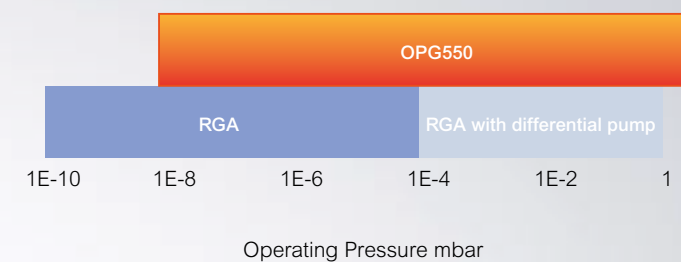 OPG550
RGA RGA with differential pump
1E-10 1E-8 1E-6 1E-4 1E-2 1
Operating Pressure mbar